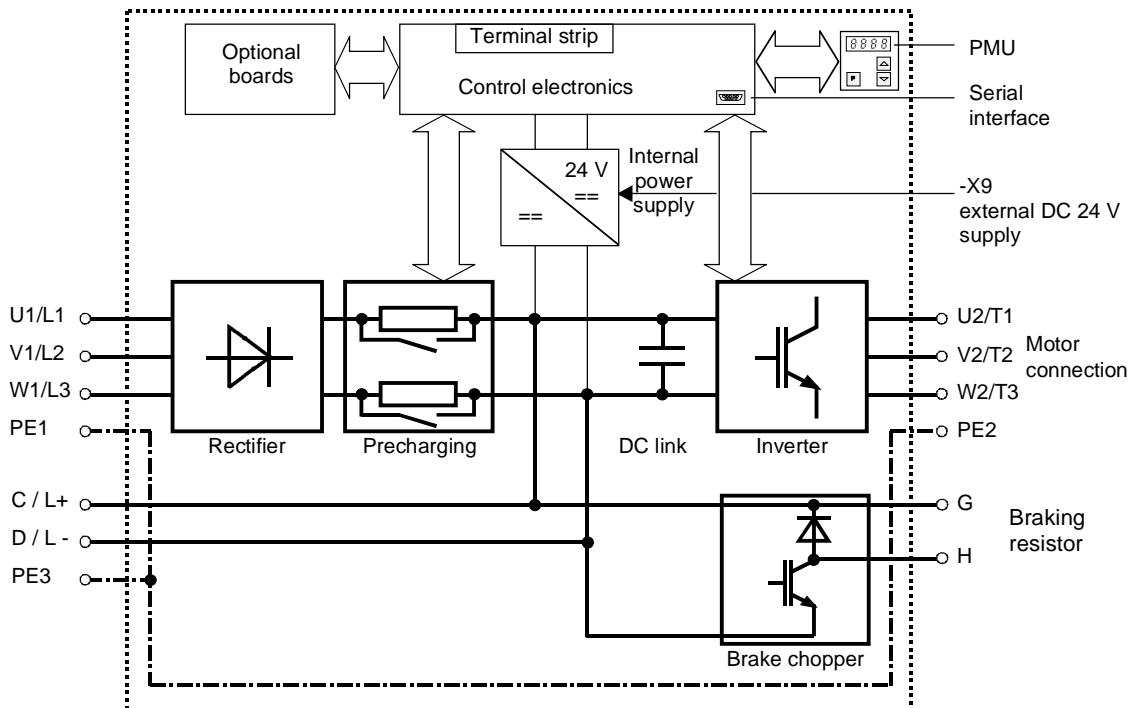 Optional
boards
Terminal strip
Control electronics
8888
P
PMU
Serial
interface
24 V
==
==
Internal
power
supply
-X9
external DC 24 V
supply
U1/L1
V1/L2
W1/L3
PE1
Rectifier
Precharging
DC link
Inverter
U2/T1
V2/T2
W2/T3
Motor
connection
PE2
C / L+
D / L -
PE3
G
H
Braking
resistor
Brake chopper